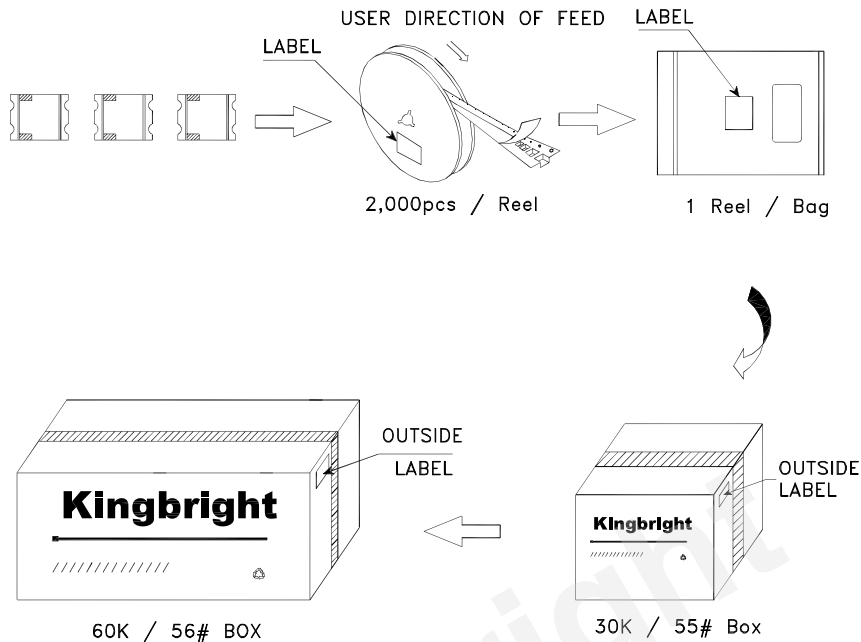 USER DIRECTION OF FEED
LABEL
LABEL
2,000pcs / Reel
1 Reel / Bag
OUTSIDE
LABEL
Kingbright
60K / 56# BOX
OUTSIDE
LABEL
Kingbright
30K / 55# Box